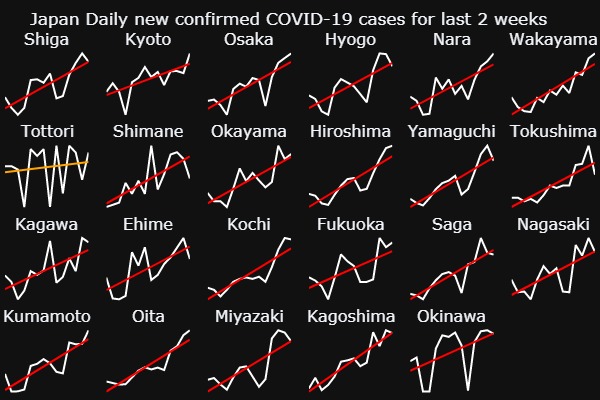 Japan Daily new confirmed COVID-19 cases for last 2 weeks
Shiga Kyoto Osaka Hyogo Nara Wakayama
Tottori Shimane Okayama Hiroshima Yamaguchi Tokushima
Kagawa Ehime Kochi Fukuoka Saga Nagasaki
Kumamoto Oita Miyazaki Kagoshima Okinawa